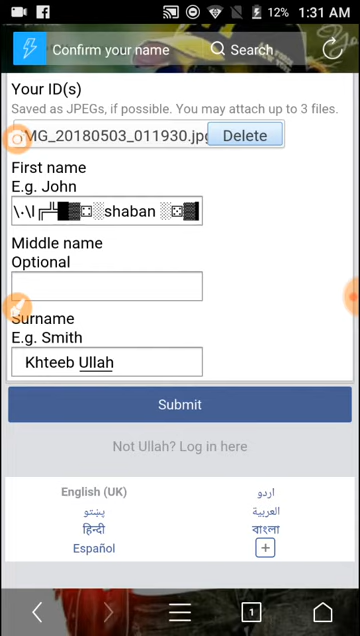 12% 1:31 AM
Confirm your name Search
Your ID(s)
Saved as JPEGs, if possible. You may attach up to 3 files.
MG_20180503_011930.jpg Delete
First name
E.g. John
shaban
Middle name
Optional
Surname
E.g. Smith
Khteeb Ullah
Submit
Not Ullah? Log in here
English (UK) اردو
پښتو العربية
हिन्दी বাংলা
Español +
1